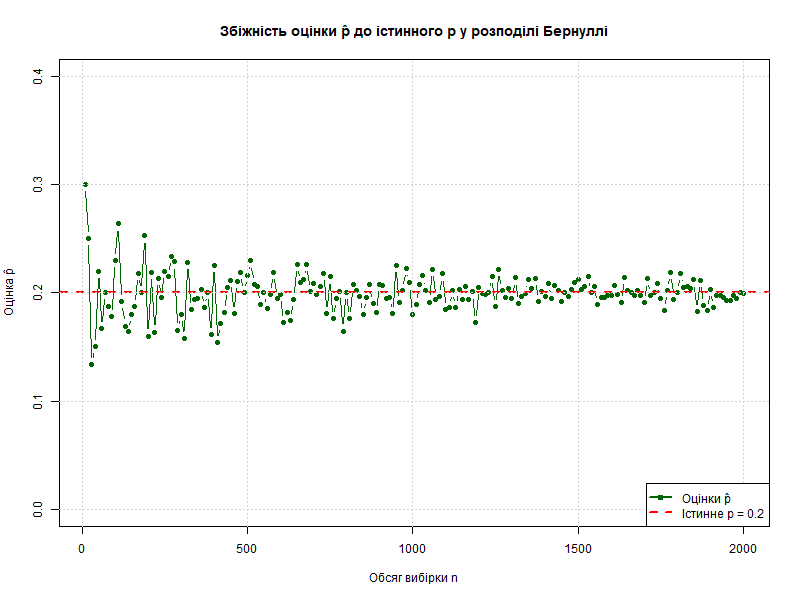 Збіжність оцінки p̂ до істинного p у розподілі Бернуллі
Оцінка p̂
0.4
0.3
0.2
0.1
0.0
0 500 1000 1500 2000
Обсяг вибірки n
Оцінки p̂
Істинне p = 0.2